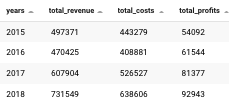 years total_revenue total_costs total_profits
2015 497371 443279 54092
2016 470425 408881 61544
2017 607904 526527 81377
2018 731549 638606 92943